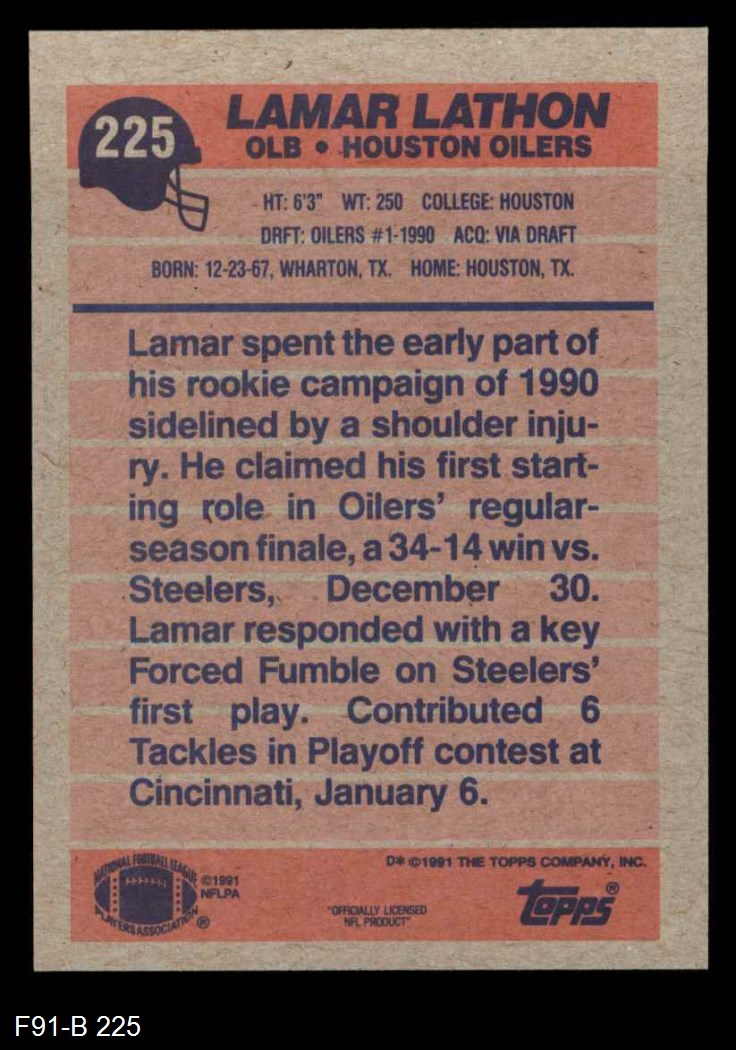 225
LAMAR LATHON
OLB • HOUSTON OILERS
HT: 6'3" WT: 250 COLLEGE: HOUSTON
DRFT: OILERS #1-1990 ACQ: VIA DRAFT
BORN: 12-23-67, WHARTON, TX. HOME: HOUSTON, TX.
Lamar spent the early part of
his rookie campaign of 1990
sidelined by a shoulder inju-
ry. He claimed his first start-
ing role in Oilers' regular-
season finale, a 34-14 win vs.
Steelers, December 30.
Lamar responded with a key
Forced Fumble on Steelers'
first play. Contributed 6
Tackles in Playoff contest at
Cincinnati, January 6.
D* ©1991 THE TOPPS COMPANY, INC.
NATIONAL FOOTBALL LEAGUE
PLAYERS ASSOCIATION ®
©1991
NFLPA
"OFFICIALLY LICENSED
NFL PRODUCT"
topps®
F91-B 225